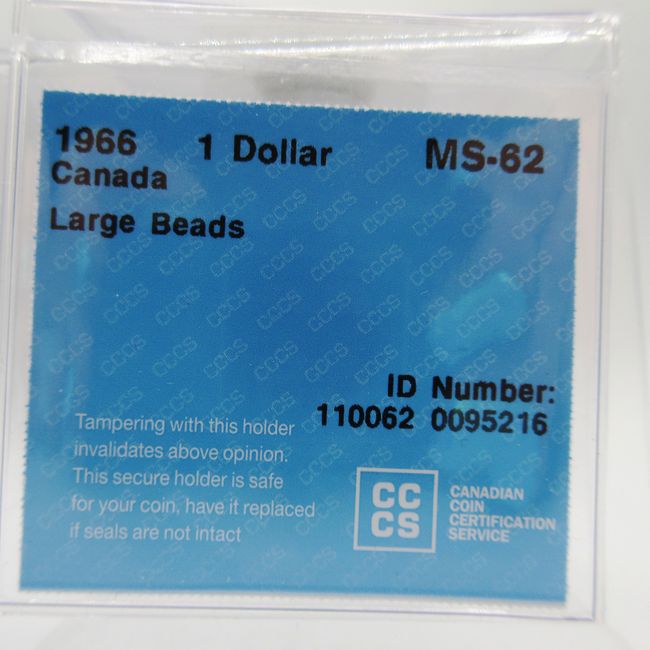 1966 1 Dollar MS-62
Canada
Large Beads
ID Number:
110062 0095216
Tampering with this holder
invalidates above opinion.
This secure holder is safe
for your coin, have it replaced
if seals are not intact
CC
CS
CANADIAN
COIN
CERTIFICATION
SERVICE